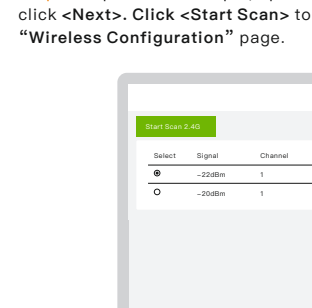 click <Next>. Click <Start Scan> to
“Wireless Configuration” page.
Start Scan 2.4G
Select Signal Channel
–22dBm 1
–20dBm 1